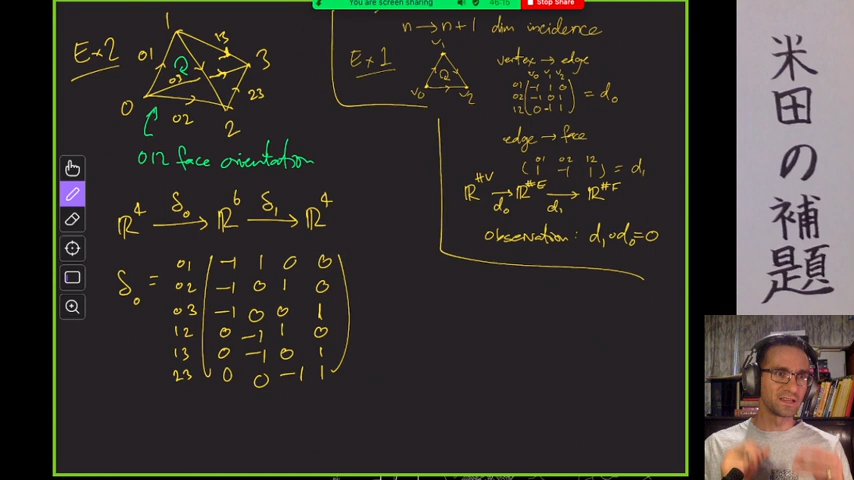 You are screen sharing 46:15 Stop Share
Ex2
1
01
13
3
03
0
02
2
23
012 face orientation
ℝ⁴ —δ₀→ ℝ⁶ —δ₁→ ℝ⁴
δ₀ =
01 -1 1 0 0
02 -1 0 1 0
03 -1 0 0 1
12 0 -1 1 0
13 0 -1 0 1
23 0 0 -1 1
n → n+1 dim incidence
Ex1
v₁
v₀ v₂
vertex → edge
v₀ v₁ v₂
01 -1 1 0
02 -1 0 1 = d₀
12 0 -1 1
edge → face
01 02 12
(1 -1 1) = d₁
ℝ^#V —d₀→ ℝ^#E —d₁→ ℝ^#F
observation: d₁∘d₀=0
米田の補題